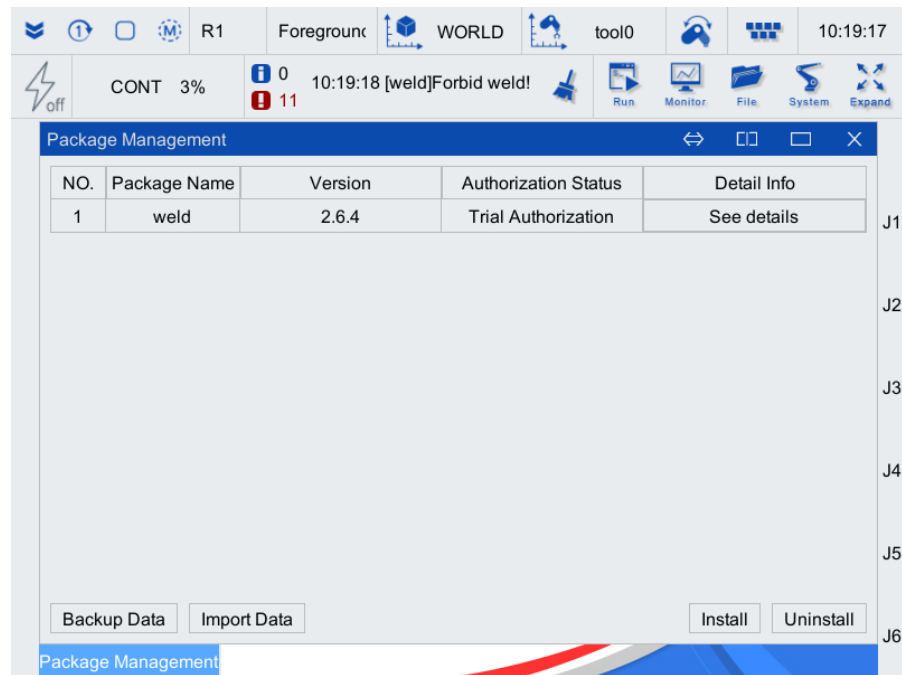 R1 Foreground WORLD tool0 10:19:17
off CONT 3% 0 11 10:19:18 [weld]Forbid weld! Run Monitor File System Expand
Package Management
NO. Package Name Version Authorization Status Detail Info
1 weld 2.6.4 Trial Authorization See details
J1
J2
J3
J4
J5
Backup Data Import Data Install Uninstall
J6
Package Management